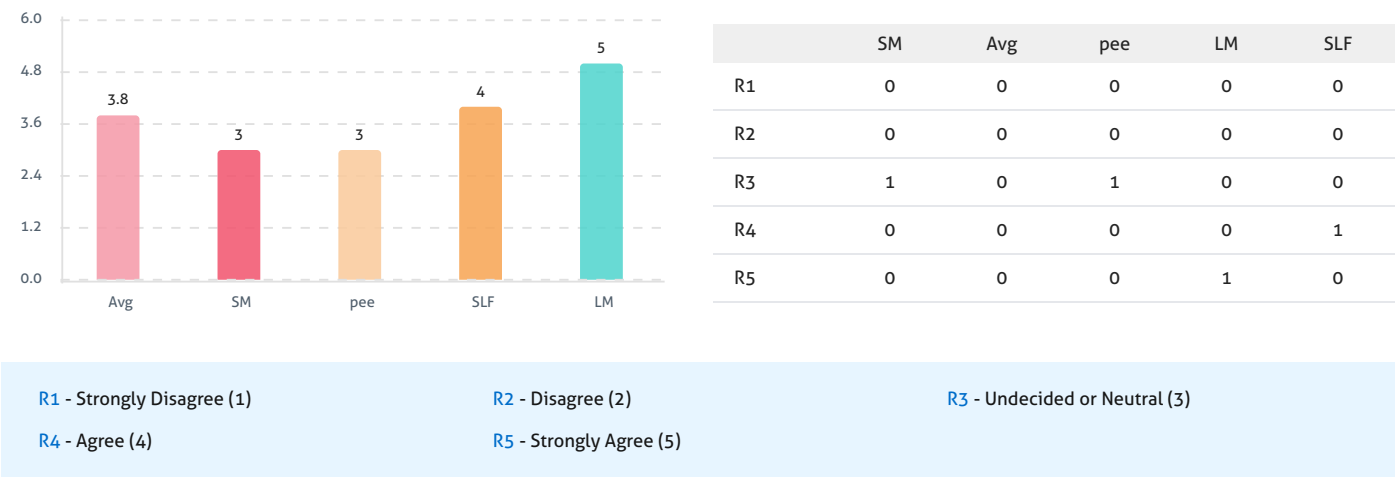 6.0
4.8
3.6
2.4
1.2
0.0
3.8
3
3
4
5
Avg SM pee SLF LM
SM Avg pee LM SLF
R1 0 0 0 0 0
R2 0 0 0 0 0
R3 1 0 1 0 0
R4 0 0 0 0 1
R5 0 0 0 1 0
R1 - Strongly Disagree (1) R2 - Disagree (2) R3 - Undecided or Neutral (3)
R4 - Agree (4) R5 - Strongly Agree (5)